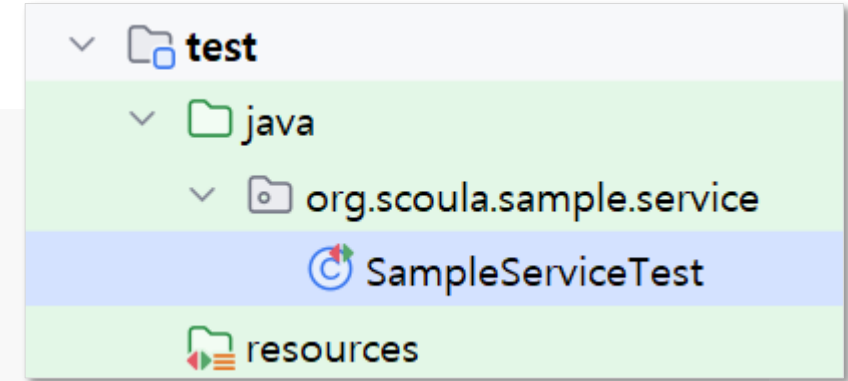 test
java
org.scoula.sample.service
SampleServiceTest
resources